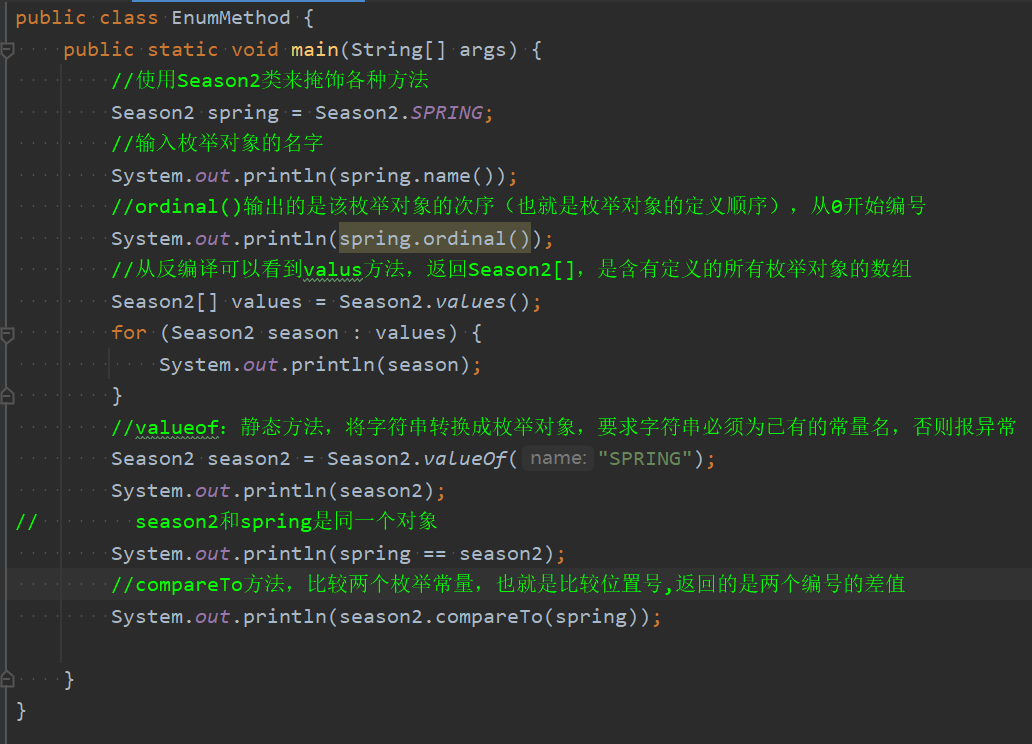 public class EnumMethod {
public static void main(String[] args) {
//使用Season2类来掩饰各种方法
Season2 spring = Season2.SPRING;
//输入枚举对象的名字
System.out.println(spring.name());
//ordinal()输出的是该枚举对象的次序（也就是枚举对象的定义顺序），从0开始编号
System.out.println(spring.ordinal());
//从反编译可以看到valus方法，返回Season2[]，是含有定义的所有枚举对象的数组
Season2[] values = Season2.values();
for (Season2 season : values) {
System.out.println(season);
}
//valueof：静态方法，将字符串转换成枚举对象，要求字符串必须为已有的常量名，否则报异常
Season2 season2 = Season2.valueOf( name: "SPRING");
System.out.println(season2);
// season2和spring是同一个对象
System.out.println(spring == season2);
//compareTo方法，比较两个枚举常量，也就是比较位置号,返回的是两个编号的差值
System.out.println(season2.compareTo(spring));
}
}